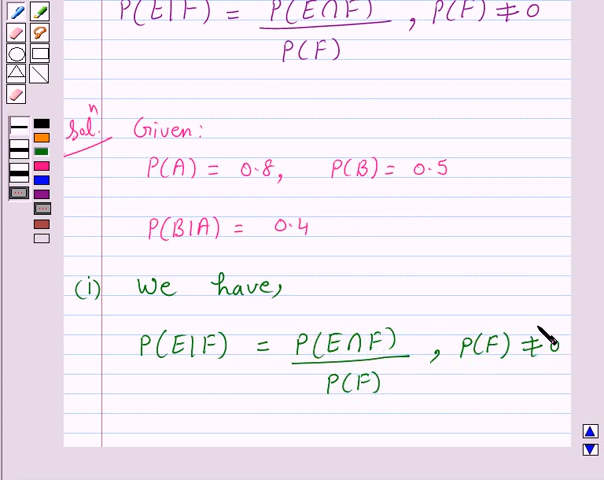 P(E|F) = P(E∩F) / P(F) , P(F) ≠ 0
Solⁿ. Given:
P(A) = 0.8, P(B) = 0.5
P(B|A) = 0.4
(i) We have,
P(E|F) = P(E∩F) / P(F) , P(F) ≠ 0